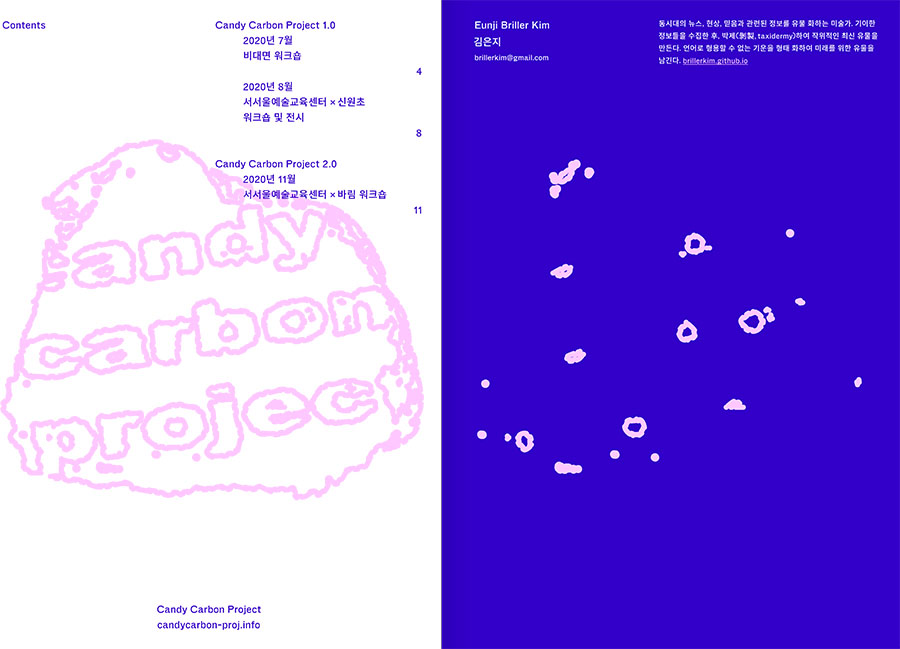 Contents
Candy Carbon Project 1.0
2020년 7월
비대면 워크숍
4
2020년 8월
서서울예술교육센터 × 신원초
워크숍 및 전시
8
Candy Carbon Project 2.0
2020년 11월
서서울예술교육센터 × 바림 워크숍
11
candy
carbon
project
Candy Carbon Project
candycarbon-proj.info
Eunji Briller Kim
김은지
brillerkim@gmail.com
동시대의 뉴스, 현상, 믿음과 관련된 정보를 유물 화하는 미술가. 기이한
정보들을 수집한 후, 박제(剝製, taxidermy)하여 작위적인 최신 유물을
만든다. 언어로 형용할 수 없는 기운을 형태 화하여 미래를 위한 유물을
남긴다. brillerkim.github.io